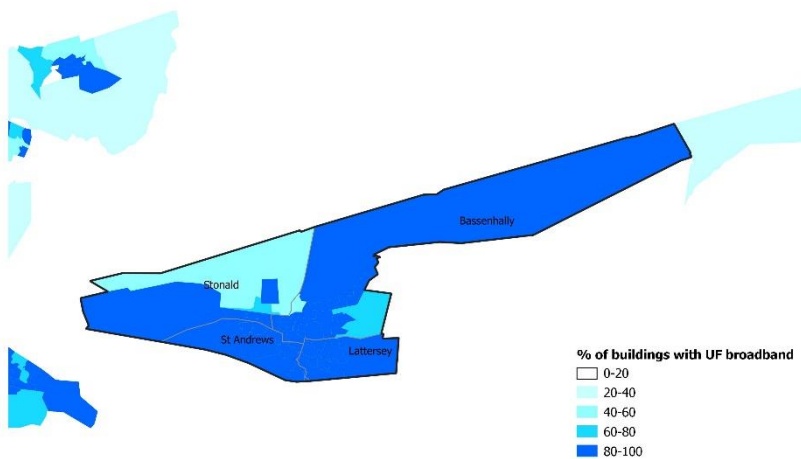 Bassenhally
Stonald
St Andrews
Lattersey
% of buildings with UF broadband
0-20
20-40
40-60
60-80
80-100